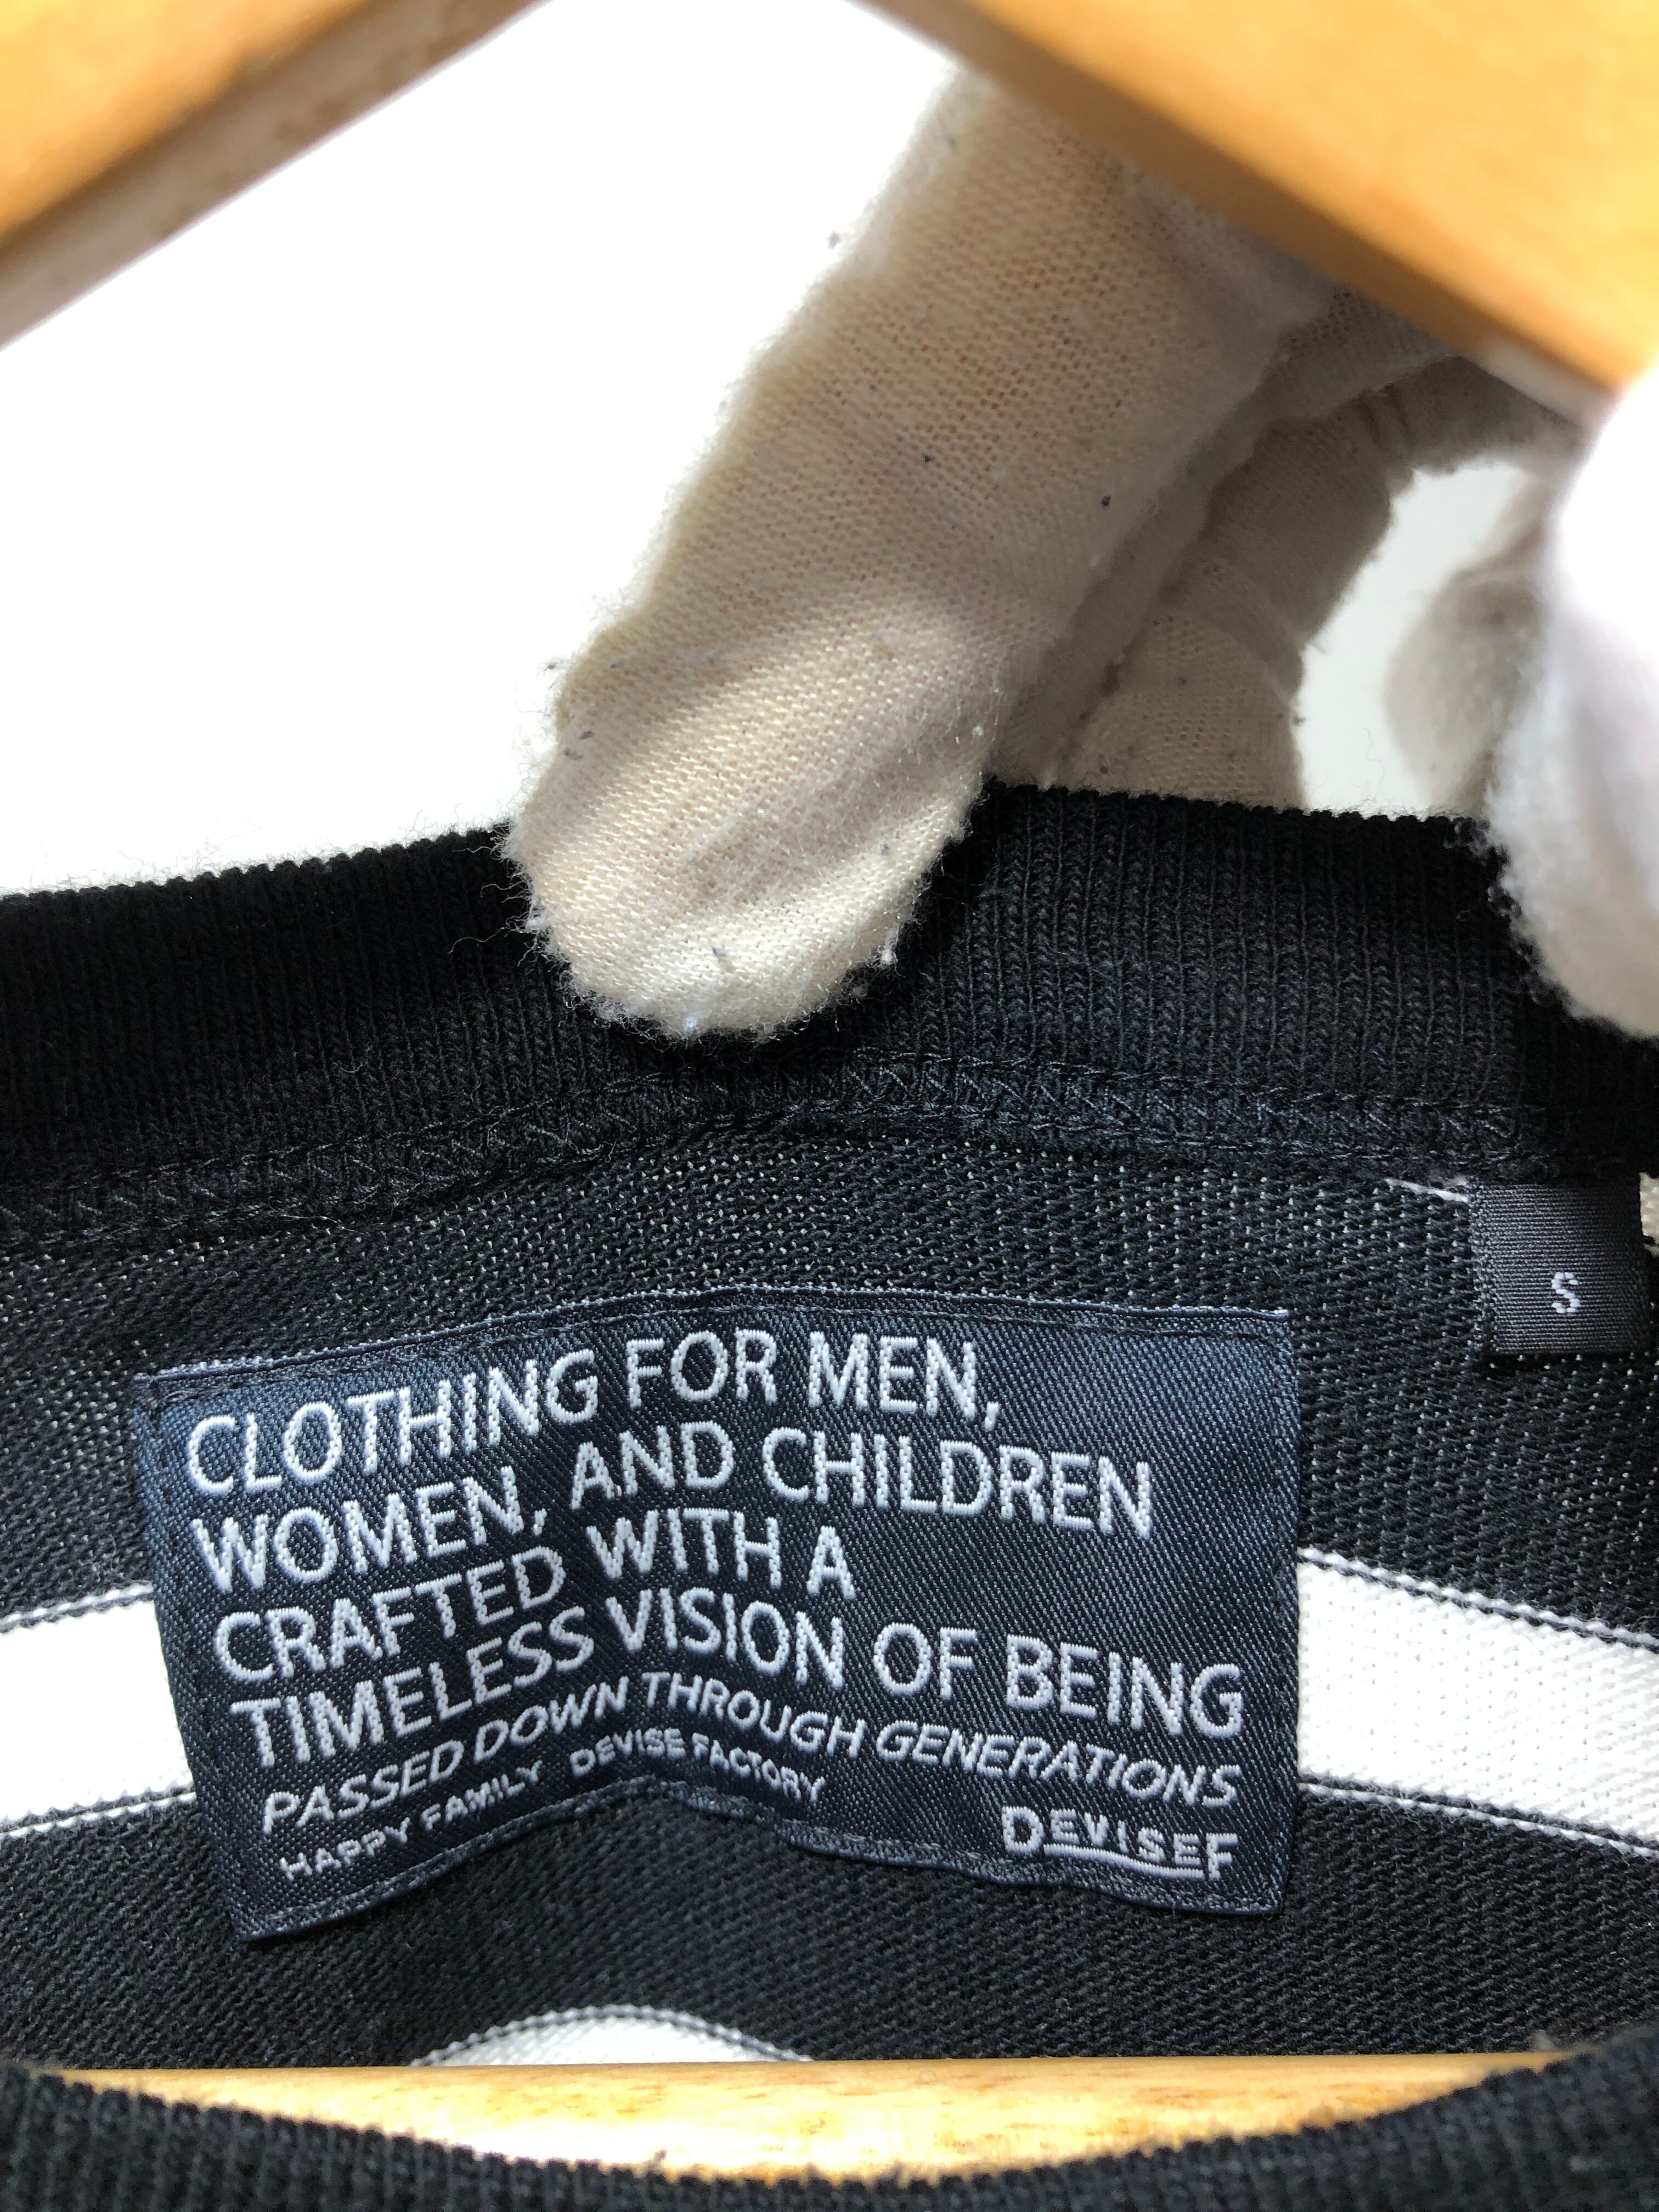 S
CLOTHING FOR MEN,
WOMEN, AND CHILDREN
CRAFTED WITH A
TIMELESS VISION OF BEING
PASSED DOWN THROUGH GENERATIONS
HAPPY FAMILY DEVISE FACTORY
DEVISEF